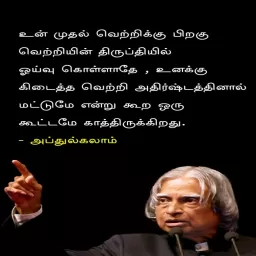 உன் முதல் வெற்றிக்கு பிறகு
வெற்றியின் திருப்தியில்
ஓய்வு கொள்ளாதே , உனக்கு
கிடைத்த வெற்றி அதிர்ஷ்டத்தினால்
மட்டுமே என்று கூற ஒரு
கூட்டமே காத்திருக்கிறது.
- அப்துல்கலாம்